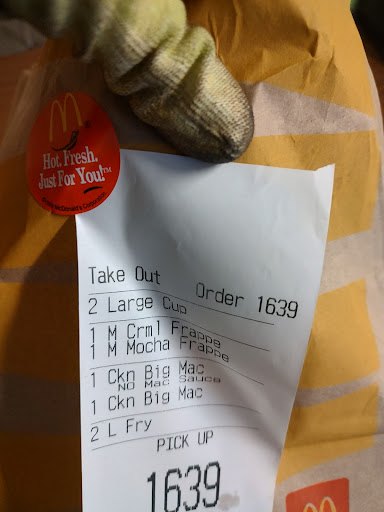 Hot. Fresh.
Just For You!™
Take Out Order 1639
2 Large Cup
1 M Crml Frappe
1 M Mocha Frappe
1 Ckn Big Mac
NO Mac Sauce
1 Ckn Big Mac
2 L Fry
PICK UP
1639